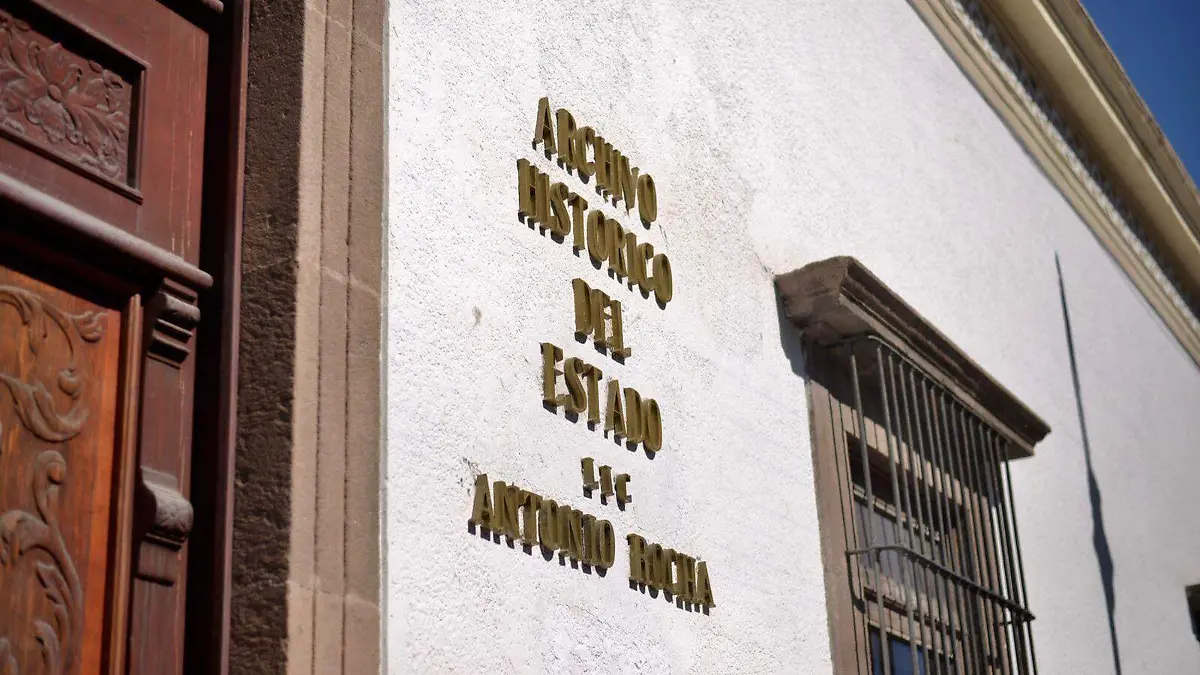 ARCHIVO
HISTORICO
DEL
ESTADO
LIC
ANTONIO ROCHA